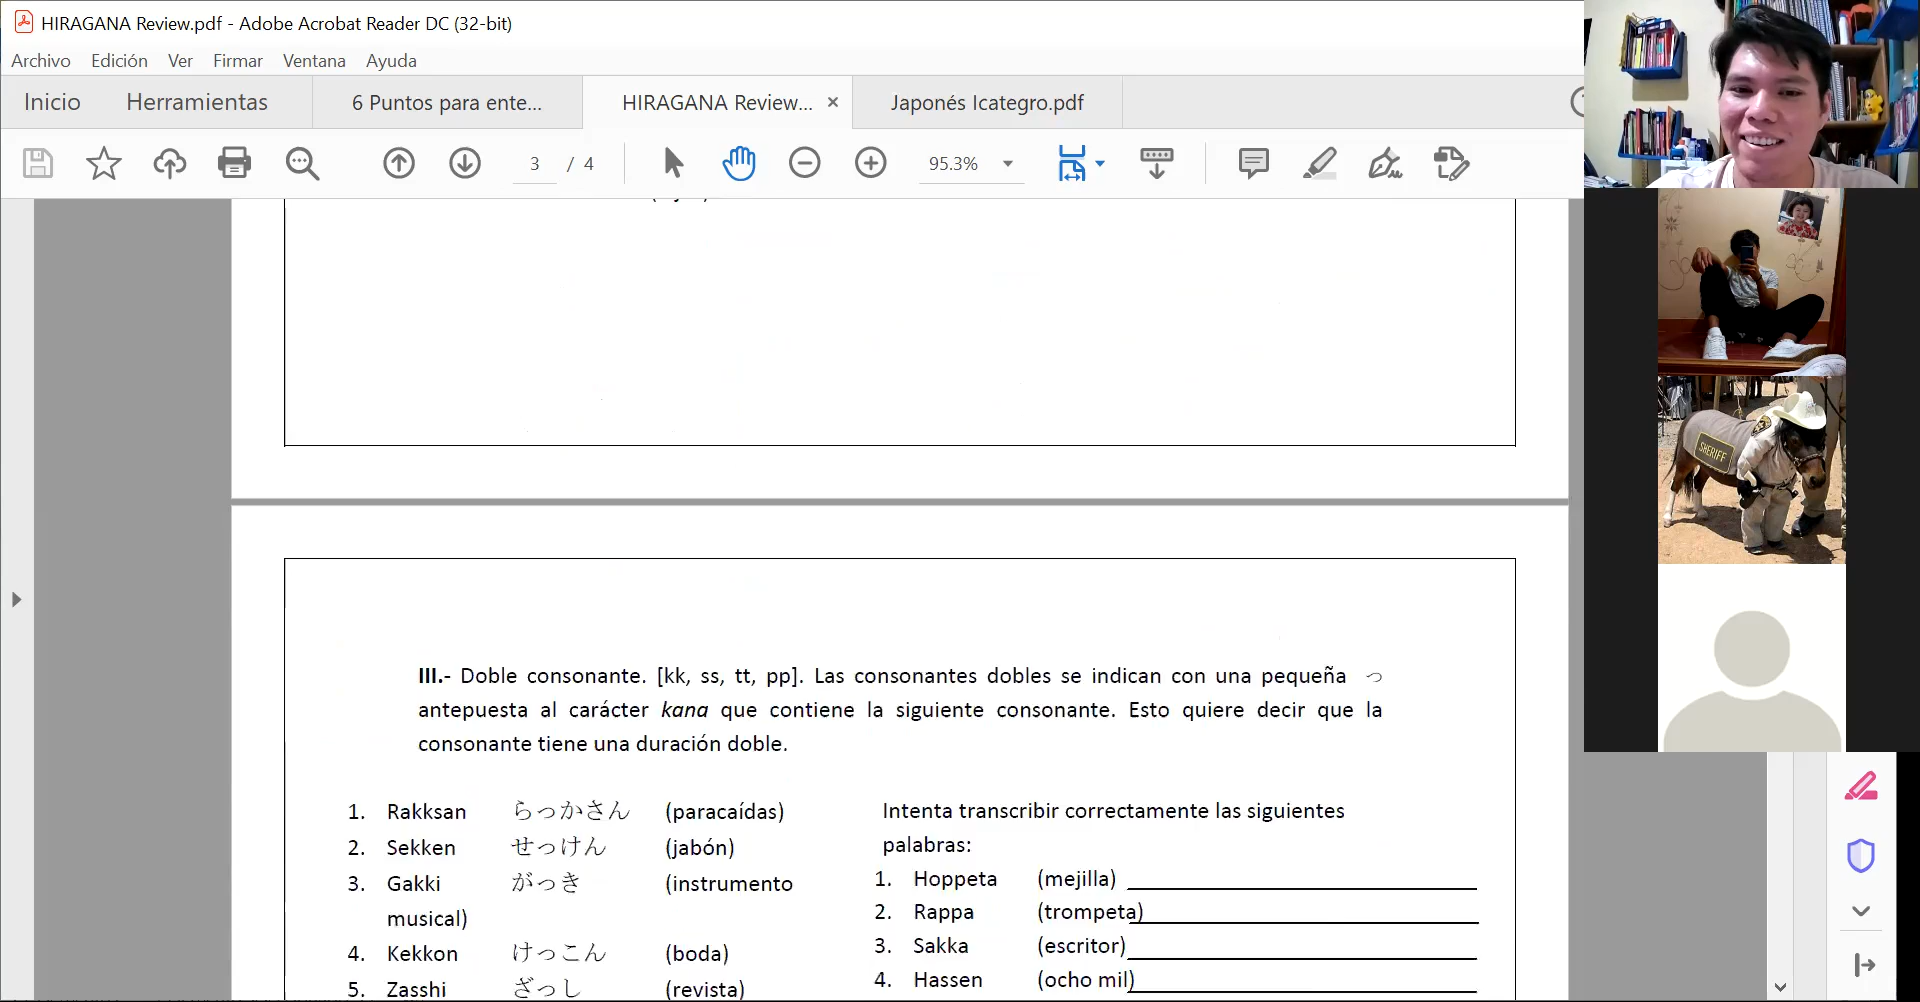 HIRAGANA Review.pdf - Adobe Acrobat Reader DC (32-bit)
Archivo Edición Ver Firmar Ventana Ayuda
Inicio Herramientas 6 Puntos para ente... HIRAGANA Review... × Japonés Icategro.pdf
3 / 4 95.3%
SHERIFF
III.- Doble consonante. [kk, ss, tt, pp]. Las consonantes dobles se indican con una pequeña っ
antepuesta al carácter kana que contiene la siguiente consonante. Esto quiere decir que la
consonante tiene una duración doble.
1. Rakksan らっかさん (paracaídas)
2. Sekken せっけん (jabón)
3. Gakki がっき (instrumento
musical)
4. Kekkon けっこん (boda)
5. Zasshi ざっし (revista)
Intenta transcribir correctamente las siguientes
palabras:
1. Hoppeta (mejilla)
2. Rappa (trompeta)
3. Sakka (escritor)
4. Hassen (ocho mil)